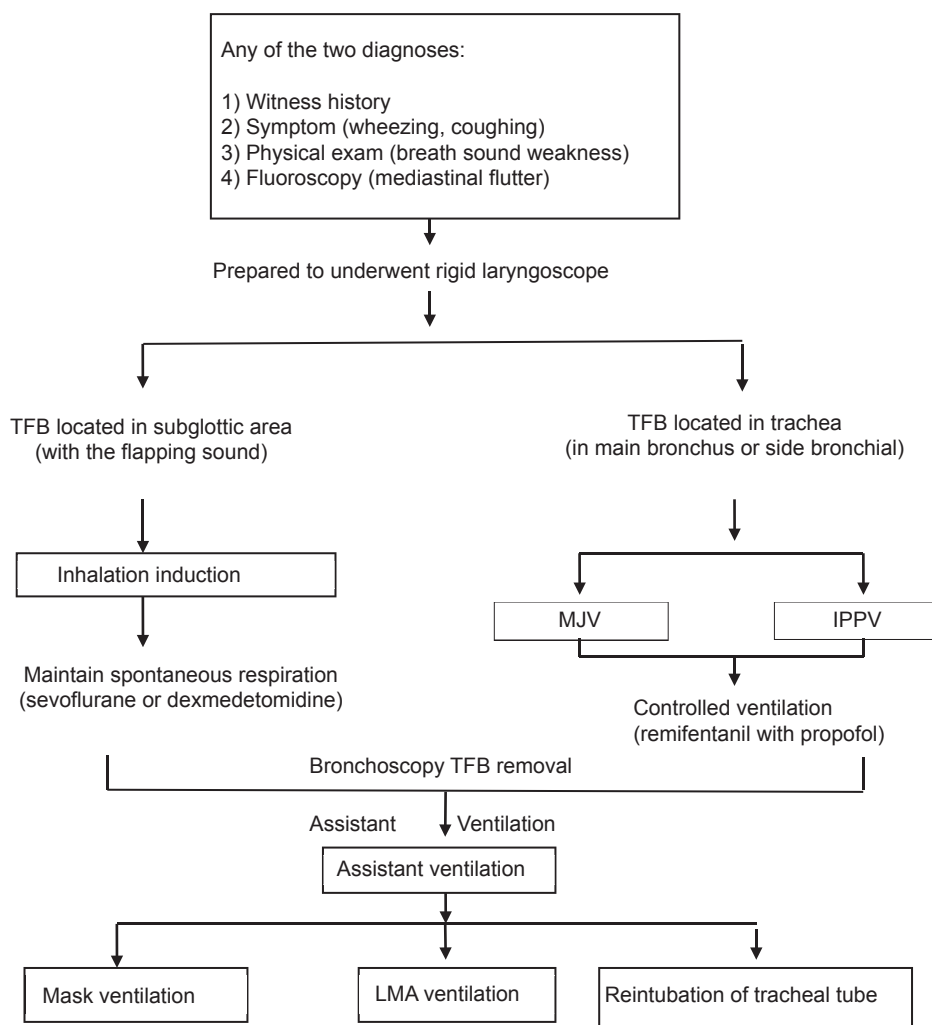 Any of the two diagnoses:
1) Witness history
2) Symptom (wheezing, coughing)
3) Physical exam (breath sound weakness)
4) Fluoroscopy (mediastinal flutter)
Prepared to underwent rigid laryngoscope
TFB located in subglottic area
(with the flapping sound)
TFB located in trachea
(in main bronchus or side bronchial)
Inhalation induction
MJV
IPPV
Maintain spontaneous respiration
(sevoflurane or dexmedetomidine)
Controlled ventilation
(remifentanil with propofol)
Bronchoscopy TFB removal
Assistant Ventilation
Assistant ventilation
Mask ventilation
LMA ventilation
Reintubation of tracheal tube